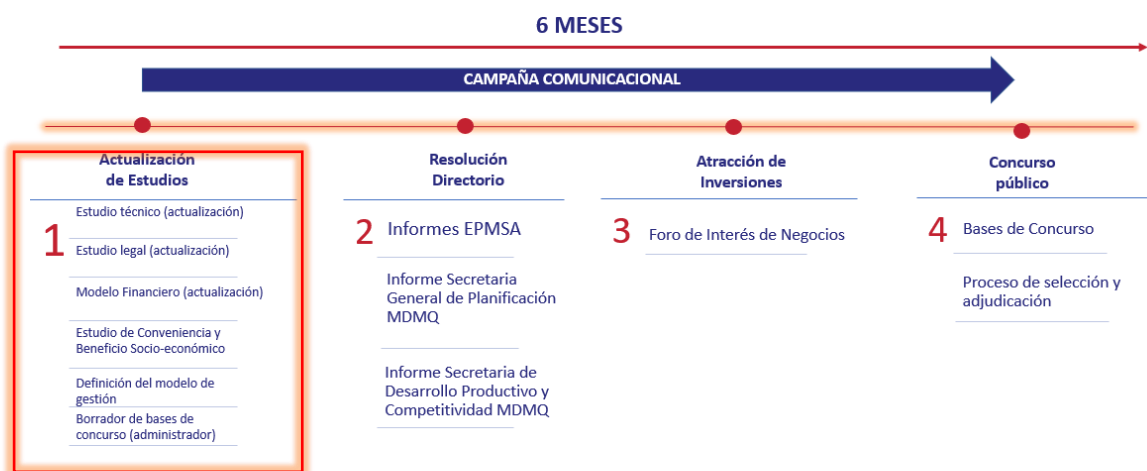 6 MESES
CAMPAÑA COMUNICACIONAL
Actualización
de Estudios
1
Estudio técnico (actualización)
Estudio legal (actualización)
Modelo Financiero (actualización)
Estudio de Conveniencia y
Beneficio Socio-económico
Definición del modelo de
gestión
Borrador de bases de
concurso (administrador)
Resolución
Directorio
2
Informes EPMSA
Informe Secretaria
General de Planificación
MDMQ
Informe Secretaria de
Desarrollo Productivo y
Competitividad MDMQ
Atracción de
Inversiones
3
Foro de Interés de Negocios
Concurso
público
4
Bases de Concurso
Proceso de selección y
adjudicación